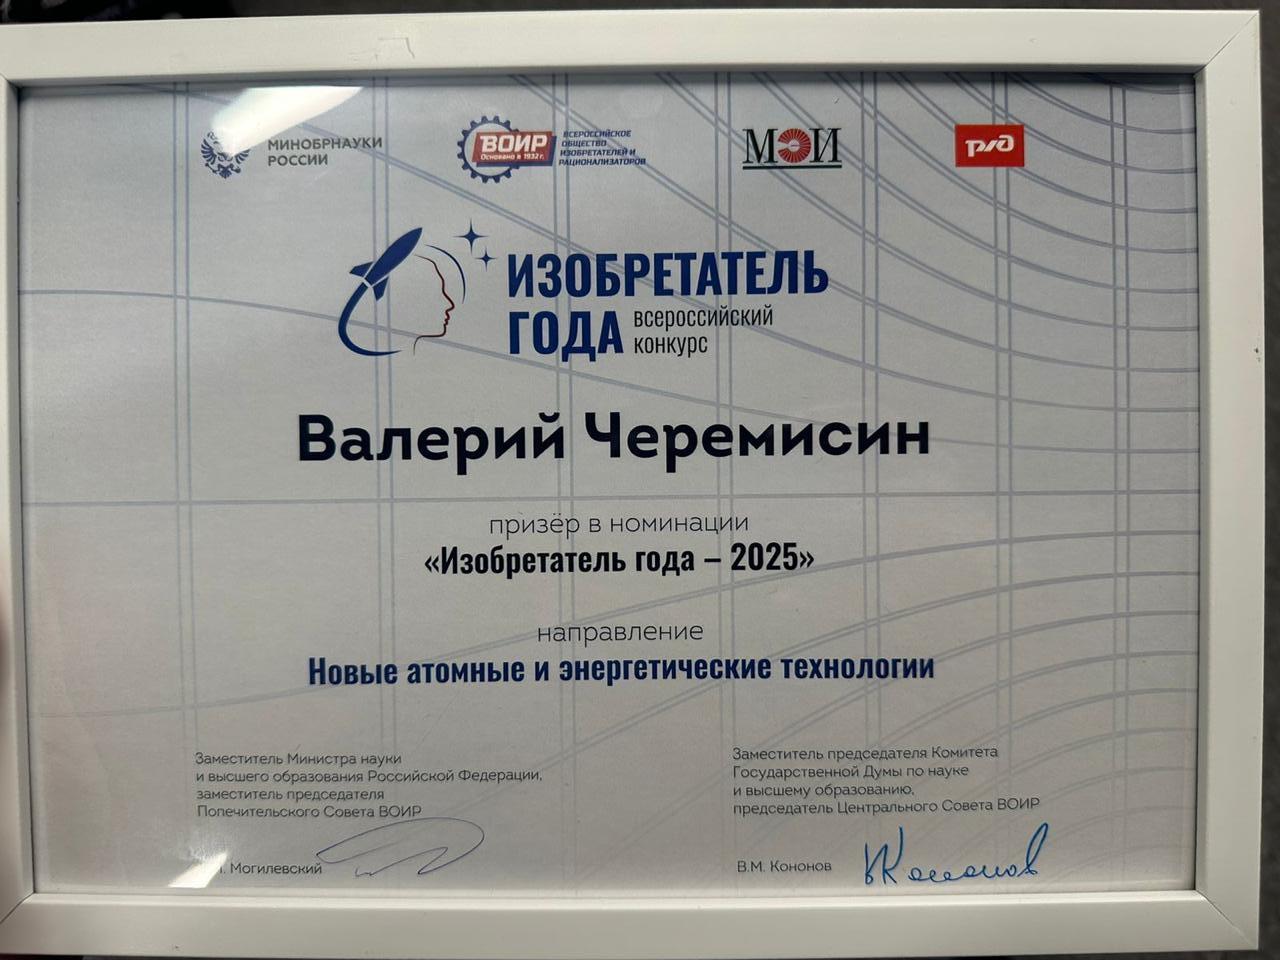 МИНОБРНАУКИ
РОССИИ
ВОИР
Основано в 1932 г.
ВСЕРОССИЙСКОЕ
ОБЩЕСТВО
ИЗОБРЕТАТЕЛЕЙ И
РАЦИОНАЛИЗАТОРОВ
МЭИ
ржд
ИЗОБРЕТАТЕЛЬ
ГОДА
всероссийский
конкурс
Валерий Черемисин
призёр в номинации
«Изобретатель года – 2025»
направление
Новые атомные и энергетические технологии
Заместитель Министра науки
и высшего образования Российской Федерации,
заместитель председателя
Попечительского Совета ВОИР
Могилевский
Заместитель председателя Комитета
Государственной Думы по науке
и высшему образованию,
председатель Центрального Совета ВОИР
В.М. Кононов